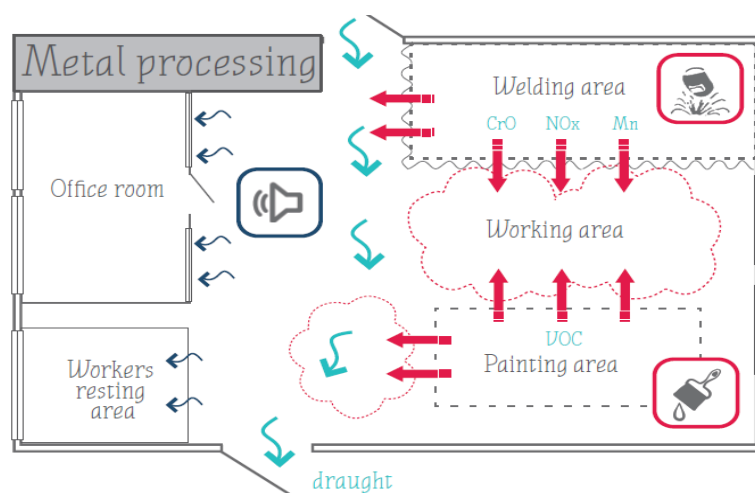 Metal processing
Welding area
CrO NOx Mn
Office room
Working area
VOC
Painting area
Workers
resting
area
draught